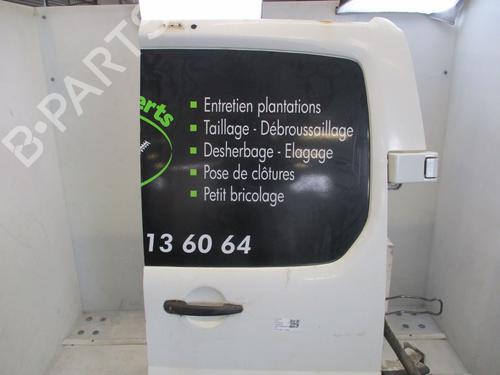 B-PARTS
erts
Entretien plantations
Taillage - Débroussaillage
Desherbage - Elagage
Pose de clôtures
Petit bricolage
13 60 64